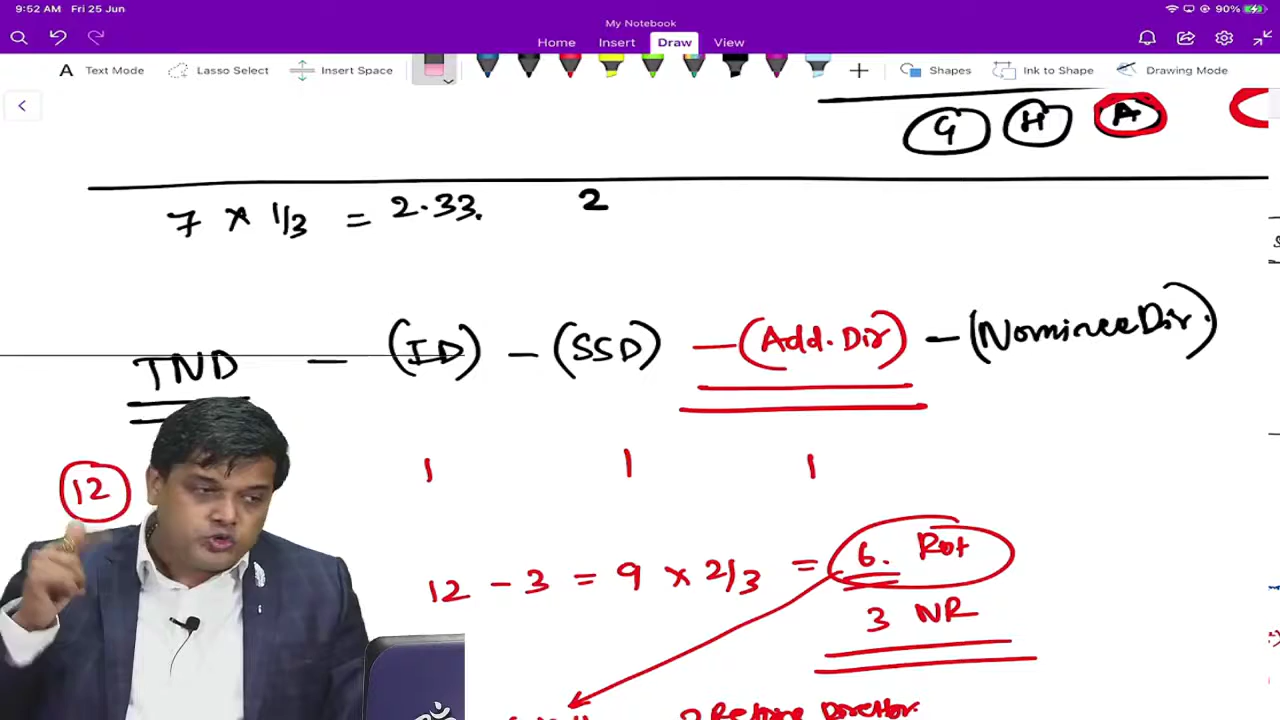 9:52 AM Fri 25 Jun 90%
My Notebook
Home Insert Draw View
A Text Mode Lasso Select Insert Space Shapes Ink to Shape Drawing Mode
G H A
7 × 1/3 = 2.33. 2
TND - (ID) - (SSD) - (Add. Dir) - (Nominee Dir.)
12 1 1 1
12 - 3 = 9 × 2/3 = 6. Rot
3 NR